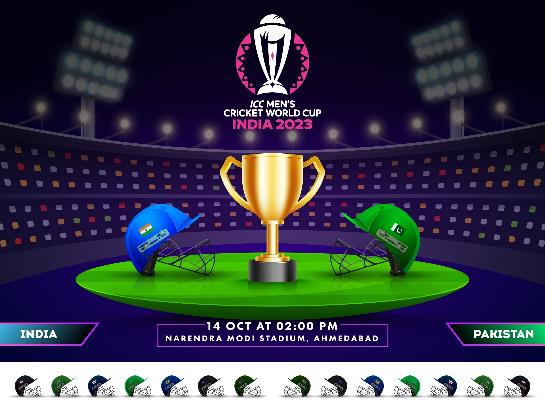 ICC MEN'S
CRICKET WORLD CUP
INDIA 2023
14 OCT AT 02:00 PM
INDIA
PAKISTAN
NARENDRA MODI STADIUM, AHMEDABAD